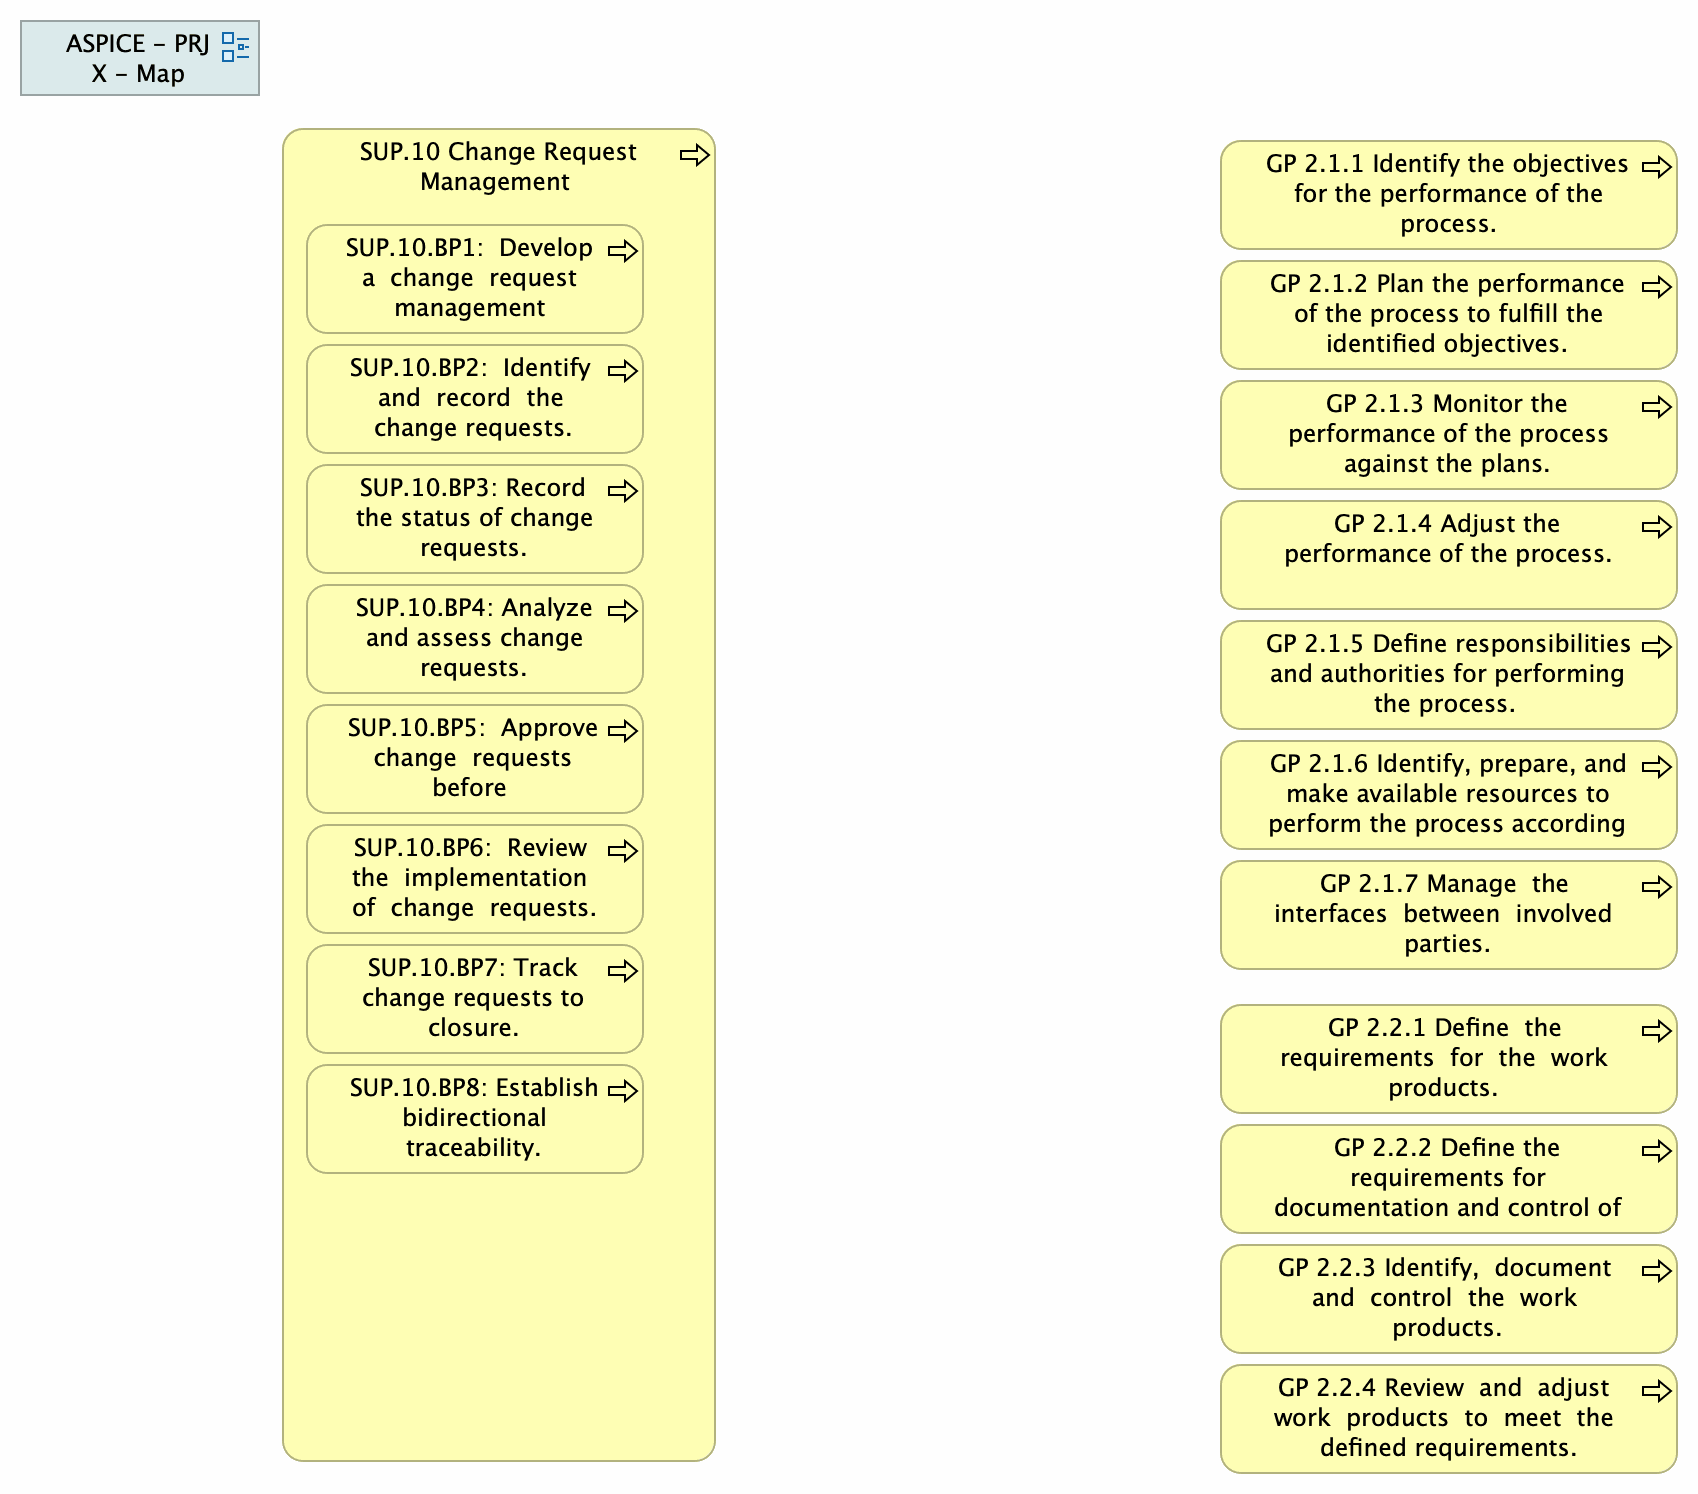 ASPICE – PRJ
X – Map
SUP.10 Change Request
Management
SUP.10.BP1:  Develop
a  change  request
management
SUP.10.BP2:  Identify
and  record  the
change requests.
SUP.10.BP3: Record
the status of change
requests.
SUP.10.BP4: Analyze
and assess change
requests.
SUP.10.BP5:  Approve
change  requests
before
SUP.10.BP6:  Review
the  implementation
of  change  requests.
SUP.10.BP7: Track
change requests to
closure.
SUP.10.BP8: Establish
bidirectional
traceability.
GP 2.1.1 Identify the objectives
for the performance of the
process.
GP 2.1.2 Plan the performance
of the process to fulfill the
identified objectives.
GP 2.1.3 Monitor the
performance of the process
against the plans.
GP 2.1.4 Adjust the
performance of the process.
GP 2.1.5 Define responsibilities
and authorities for performing
the process.
GP 2.1.6 Identify, prepare, and
make available resources to
perform the process according
GP 2.1.7 Manage  the
interfaces  between  involved
parties.
GP 2.2.1 Define  the
requirements  for  the  work
products.
GP 2.2.2 Define the
requirements for
documentation and control of
GP 2.2.3 Identify,  document
and  control  the  work
products.
GP 2.2.4 Review  and  adjust
work  products  to  meet  the
defined requirements.